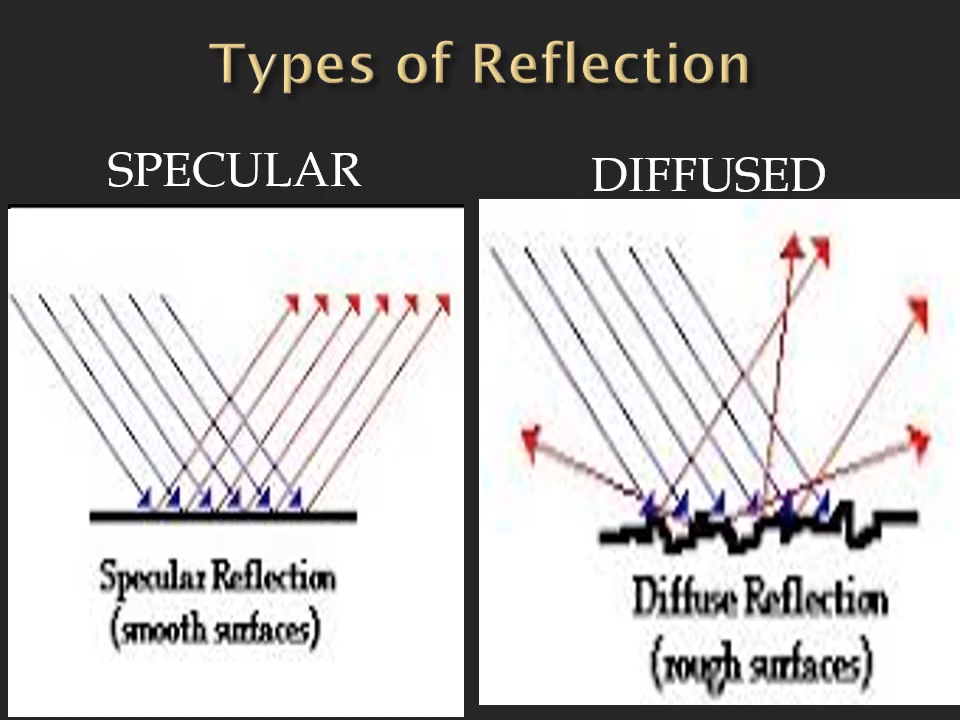 Types of Reflection
SPECULAR
DIFFUSED
Specular Reflection
(smooth surfaces)
Diffuse Reflection
(rough surfaces)